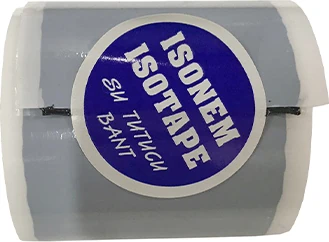 ISONEM
ISOTAPE
SU TUTUCU
BANT